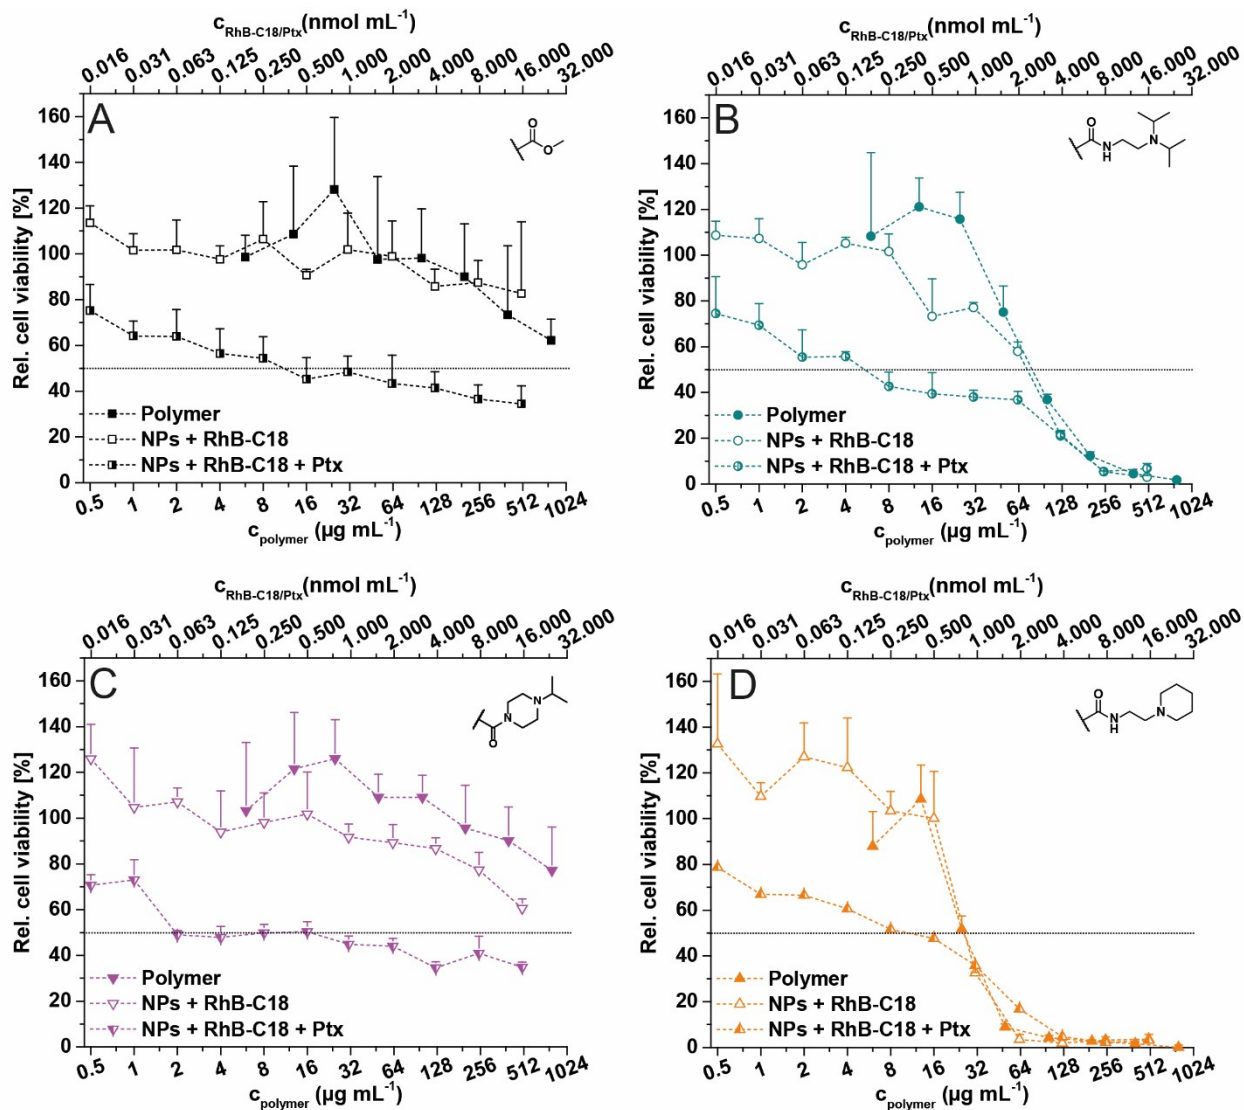 c_RhB-C18/Ptx(nmol mL⁻¹)
0.016 0.031 0.063 0.125 0.250 0.500 1.000 2.000 4.000 8.000 16.000 32.000
A
O
O
Rel. cell viability [%]
160
140
120
100
80
60
40
20
0
Polymer
NPs + RhB-C18
NPs + RhB-C18 + Ptx
0.5 1 2 4 8 16 32 64 128 256 512 1024
c_polymer (µg mL⁻¹)
c_RhB-C18/Ptx(nmol mL⁻¹)
0.016 0.031 0.063 0.125 0.250 0.500 1.000 2.000 4.000 8.000 16.000 32.000
B
O
N
N
H
Rel. cell viability [%]
160
140
120
100
80
60
40
20
0
Polymer
NPs + RhB-C18
NPs + RhB-C18 + Ptx
0.5 1 2 4 8 16 32 64 128 256 512 1024
c_polymer (µg mL⁻¹)
c_RhB-C18/Ptx(nmol mL⁻¹)
0.016 0.031 0.063 0.125 0.250 0.500 1.000 2.000 4.000 8.000 16.000 32.000
C
N
N
O
Rel. cell viability [%]
160
140
120
100
80
60
40
20
0
Polymer
NPs + RhB-C18
NPs + RhB-C18 + Ptx
0.5 1 2 4 8 16 32 64 128 256 512 1024
c_polymer (µg mL⁻¹)
c_RhB-C18/Ptx(nmol mL⁻¹)
0.016 0.031 0.063 0.125 0.250 0.500 1.000 2.000 4.000 8.000 16.000 32.000
D
O
N
N
H
Rel. cell viability [%]
160
140
120
100
80
60
40
20
0
Polymer
NPs + RhB-C18
NPs + RhB-C18 + Ptx
0.5 1 2 4 8 16 32 64 128 256 512 1024
c_polymer (µg mL⁻¹)